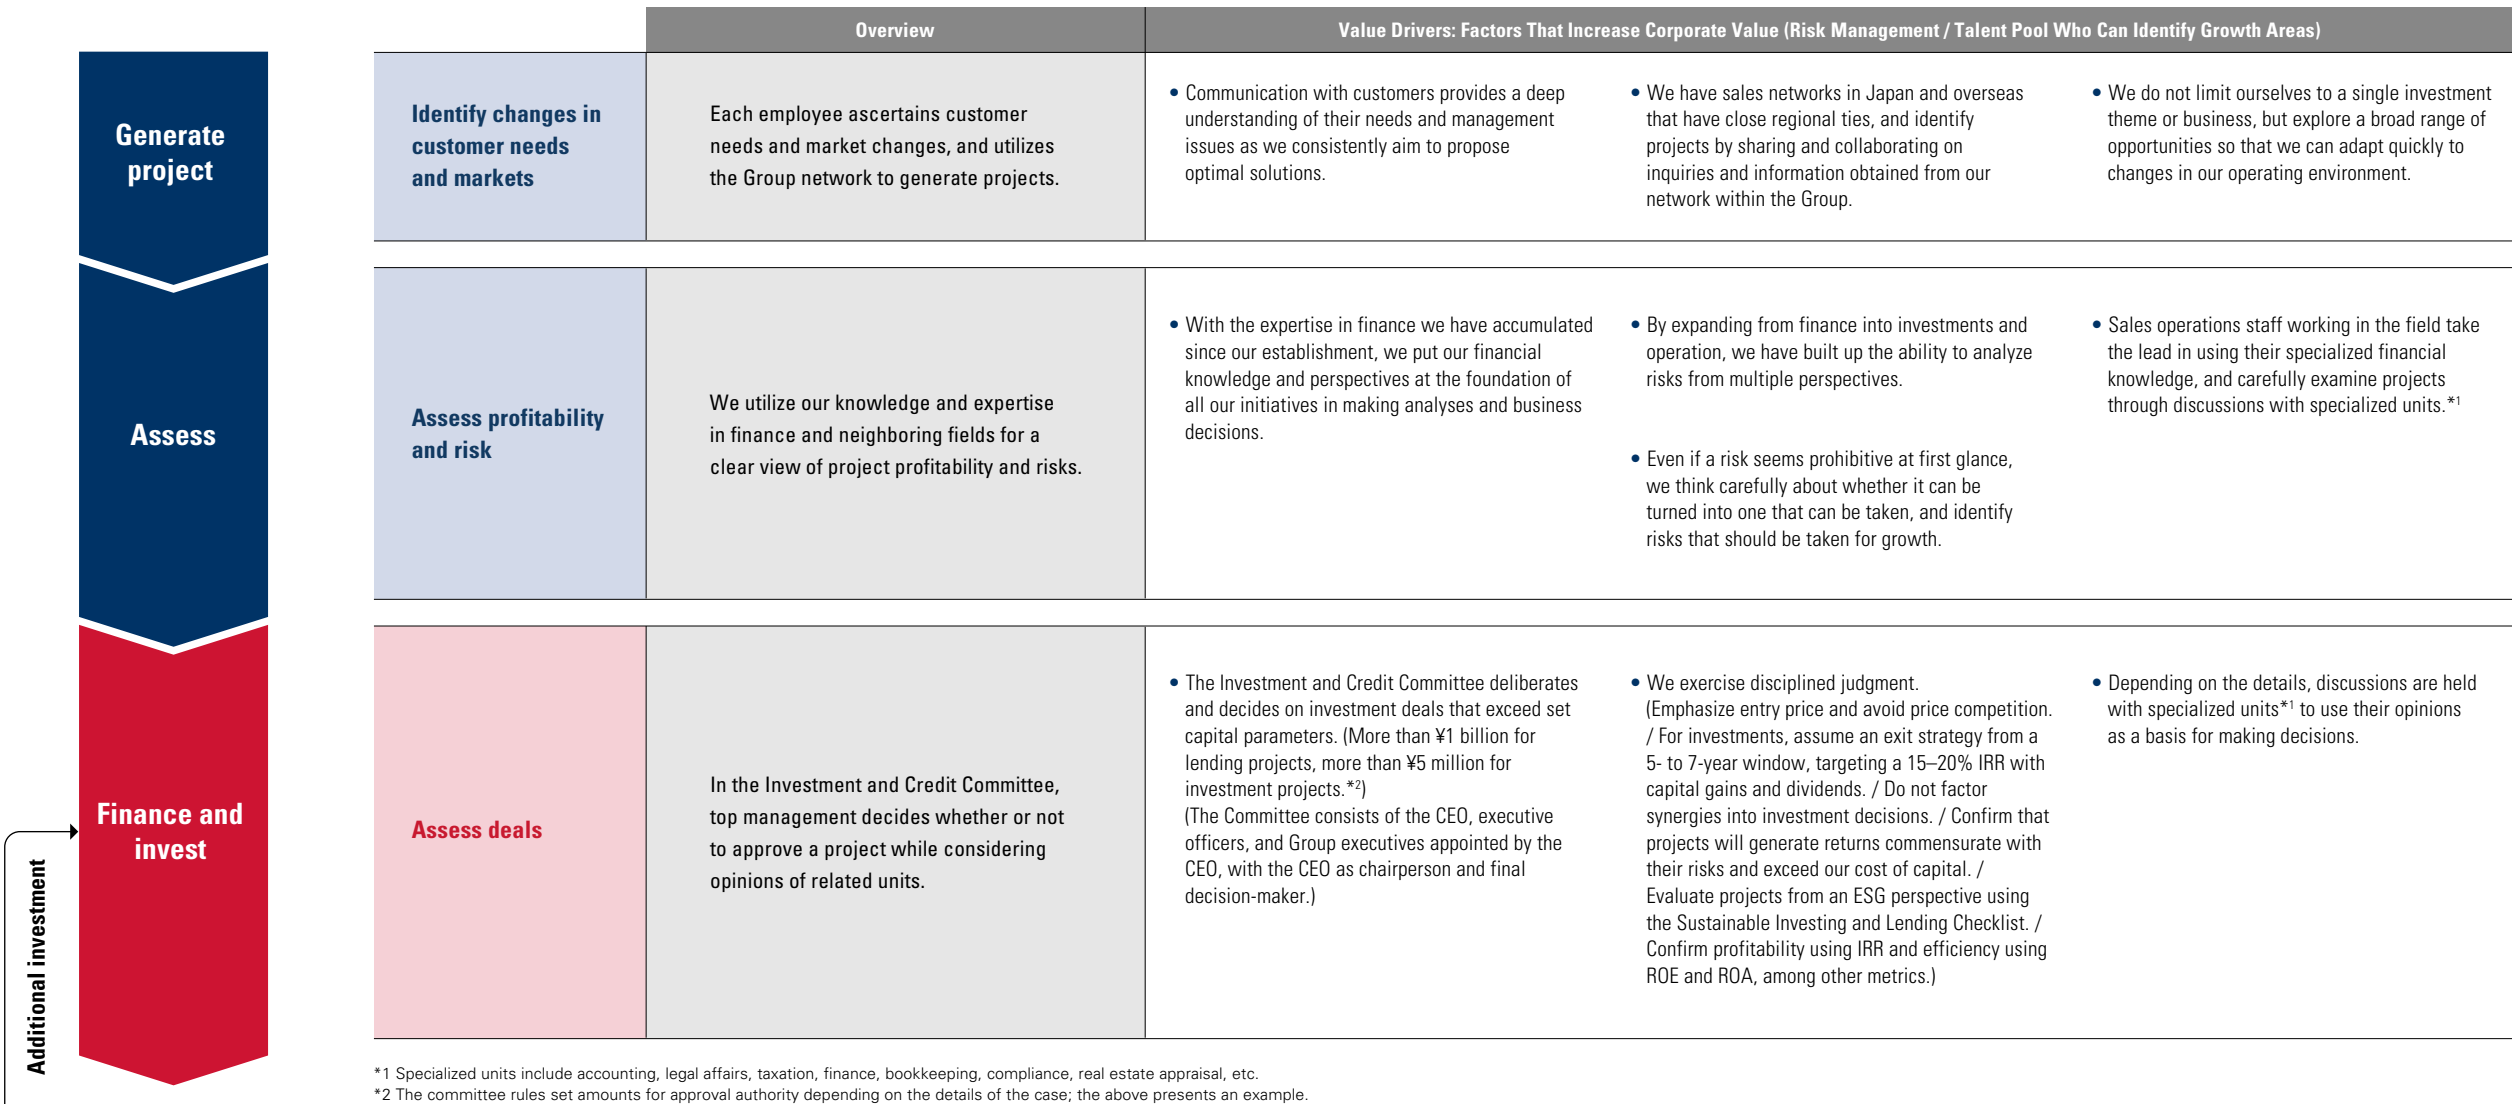 Overview
Value Drivers: Factors That Increase Corporate Value (Risk Management / Talent Pool Who Can Identify Growth Areas)
Generate
project
Identify changes in
customer needs
and markets
Each employee ascertains customer
needs and market changes, and utilizes
the Group network to generate projects.
• Communication with customers provides a deep
understanding of their needs and management
issues as we consistently aim to propose
optimal solutions.
• We have sales networks in Japan and overseas
that have close regional ties, and identify
projects by sharing and collaborating on
inquiries and information obtained from our
network within the Group.
• We do not limit ourselves to a single investment
theme or business, but explore a broad range of
opportunities so that we can adapt quickly to
changes in our operating environment.
Assess
Assess profitability
and risk
We utilize our knowledge and expertise
in finance and neighboring fields for a
clear view of project profitability and risks.
• With the expertise in finance we have accumulated
since our establishment, we put our financial
knowledge and perspectives at the foundation of
all our initiatives in making analyses and business
decisions.
• By expanding from finance into investments and
operation, we have built up the ability to analyze
risks from multiple perspectives.
• Even if a risk seems prohibitive at first glance,
we think carefully about whether it can be
turned into one that can be taken, and identify
risks that should be taken for growth.
• Sales operations staff working in the field take
the lead in using their specialized financial
knowledge, and carefully examine projects
through discussions with specialized units.*1
Finance and
invest
Additional investment
Assess deals
In the Investment and Credit Committee,
top management decides whether or not
to approve a project while considering
opinions of related units.
• The Investment and Credit Committee deliberates
and decides on investment deals that exceed set
capital parameters. (More than ¥1 billion for
lending projects, more than ¥5 million for
investment projects.*2)
(The Committee consists of the CEO, executive
officers, and Group executives appointed by the
CEO, with the CEO as chairperson and final
decision-maker.)
• We exercise disciplined judgment.
(Emphasize entry price and avoid price competition.
/ For investments, assume an exit strategy from a
5- to 7-year window, targeting a 15–20% IRR with
capital gains and dividends. / Do not factor
synergies into investment decisions. / Confirm that
projects will generate returns commensurate with
their risks and exceed our cost of capital. /
Evaluate projects from an ESG perspective using
the Sustainable Investing and Lending Checklist. /
Confirm profitability using IRR and efficiency using
ROE and ROA, among other metrics.)
• Depending on the details, discussions are held
with specialized units*1 to use their opinions
as a basis for making decisions.
*1 Specialized units include accounting, legal affairs, taxation, finance, bookkeeping, compliance, real estate appraisal, etc.
*2 The committee rules set amounts for approval authority depending on the details of the case; the above presents an example.